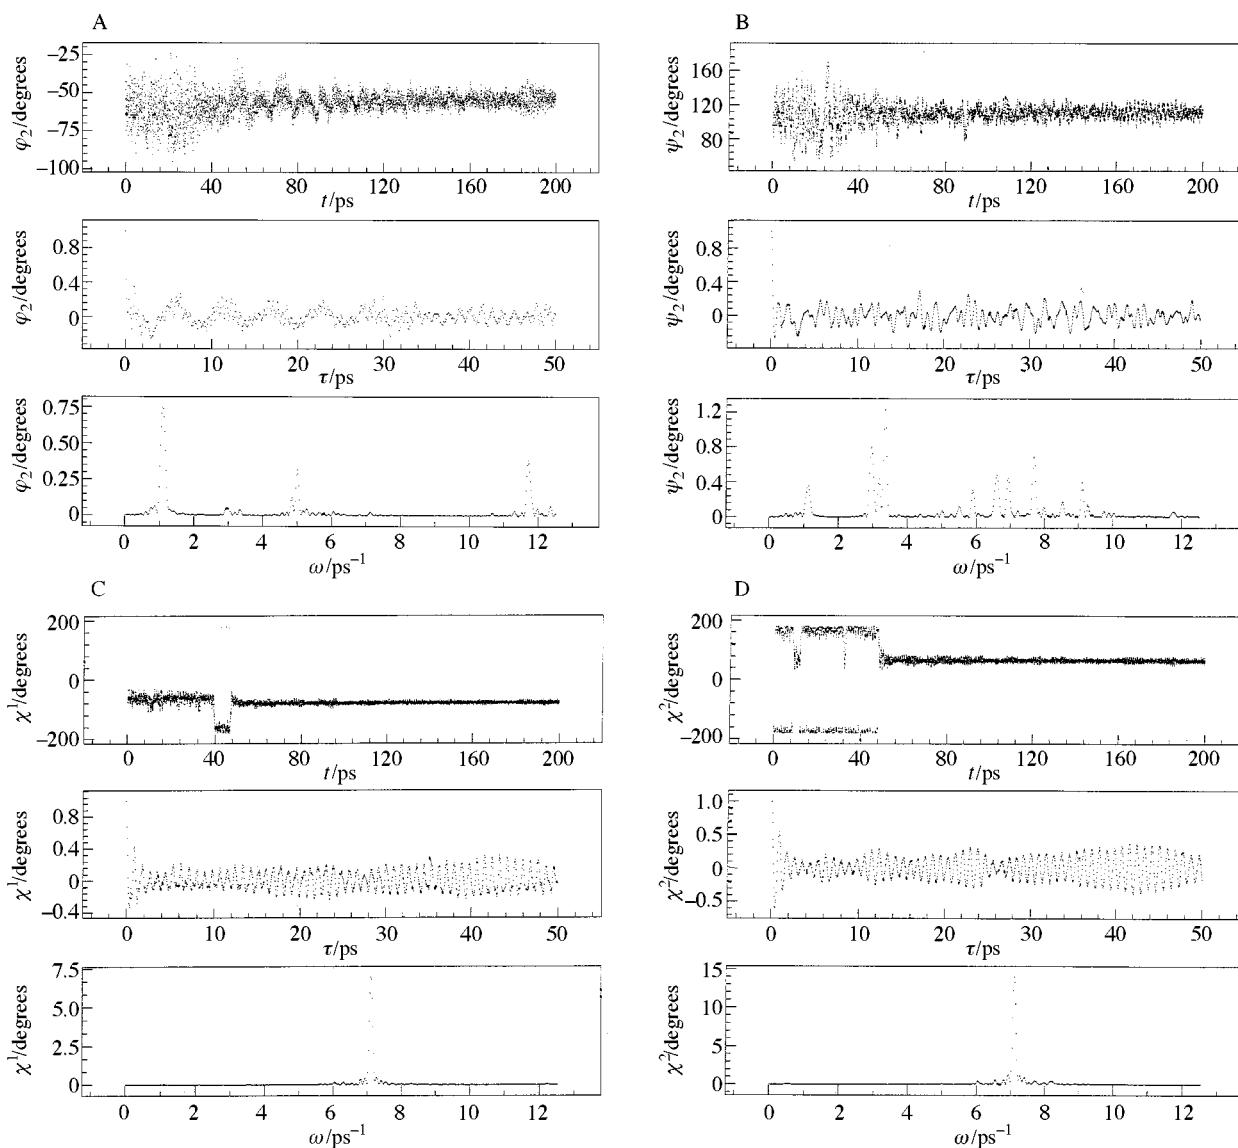 A
φ₂/degrees
−25
−50
−75
−100
0 40 80 120 160 200
t/ps
φ₂/degrees
0.8
0.4
0
0 10 20 30 40 50
τ/ps
φ₂/degrees
0.75
0.50
0.25
0
0 2 4 6 8 10 12
ω/ps⁻¹
B
ψ₂/degrees
160
120
80
0 40 80 120 160 200
t/ps
ψ₂/degrees
0.8
0.4
0
0 10 20 30 40 50
τ/ps
ψ₂/degrees
1.2
0.8
0.4
0
0 2 4 6 8 10 12
ω/ps⁻¹
C
χ¹/degrees
200
0
−200
0 40 80 120 160 200
t/ps
χ¹/degrees
0.8
0.4
0
−0.4
0 10 20 30 40 50
τ/ps
χ¹/degrees
7.5
5.0
2.5
0
0 2 4 6 8 10 12
ω/ps⁻¹
D
χ²/degrees
200
0
−200
0 40 80 120 160 200
t/ps
χ²/degrees
1.0
0.5
0
−0.5
0 10 20 30 40 50
τ/ps
χ²/degrees
15
10
5
0
0 2 4 6 8 10 12
ω/ps⁻¹